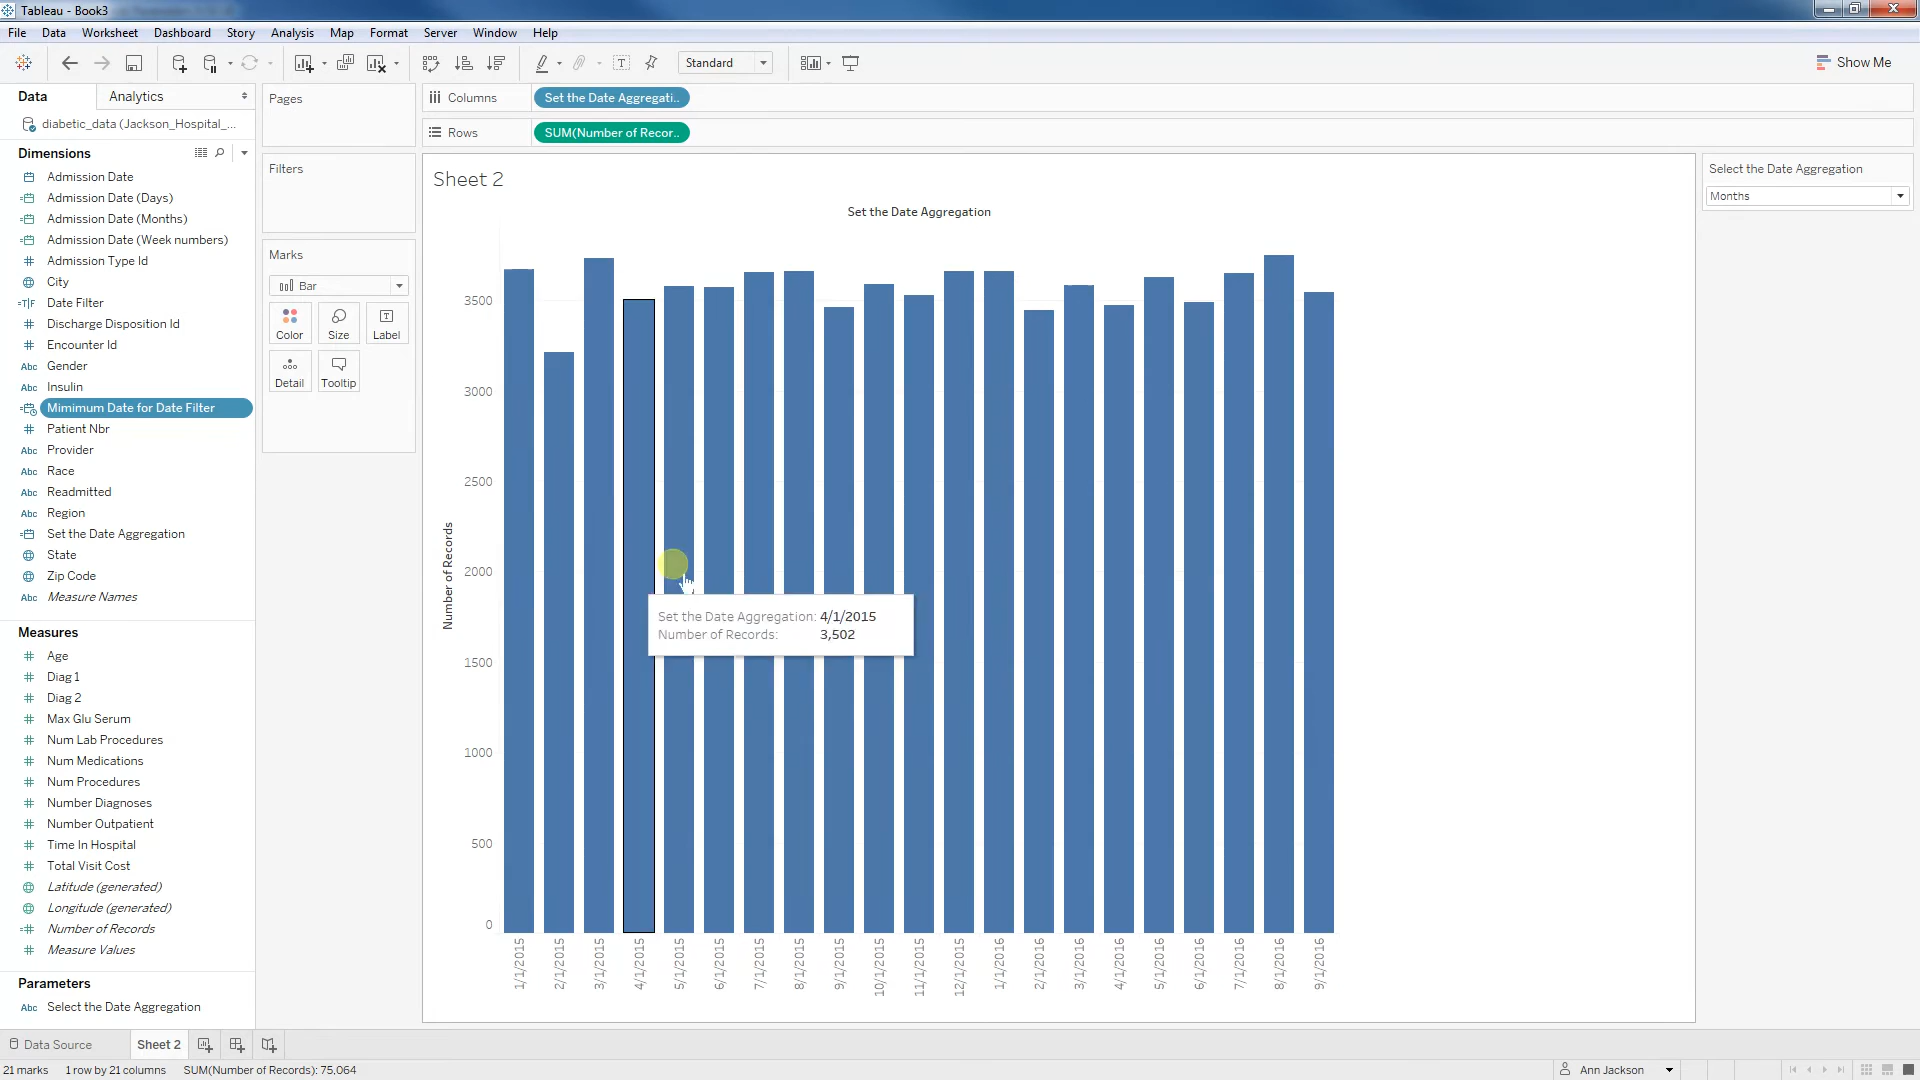 Tableau - Book3
File Data Worksheet Dashboard Story Analysis Map Format Server Window Help
Standard
Show Me
Data Analytics
diabetic_data (Jackson_Hospital_...
Dimensions
Admission Date
Admission Date (Days)
Admission Date (Months)
Admission Date (Week numbers)
Admission Type Id
City
=T|F Date Filter
Discharge Disposition Id
Encounter Id
Abc Gender
Abc Insulin
Mimimum Date for Date Filter
Patient Nbr
Abc Provider
Abc Race
Abc Readmitted
Abc Region
Set the Date Aggregation
State
Zip Code
Abc Measure Names
Measures
# Age
# Diag 1
# Diag 2
# Max Glu Serum
# Num Lab Procedures
# Num Medications
# Num Procedures
# Number Diagnoses
# Number Outpatient
# Time In Hospital
# Total Visit Cost
Latitude (generated)
Longitude (generated)
=# Number of Records
# Measure Values
Parameters
Abc Select the Date Aggregation
Pages
Filters
Marks
Bar
Color Size Label
Detail Tooltip
Columns Set the Date Aggregati..
Rows SUM(Number of Recor..
Sheet 2
Set the Date Aggregation
Number of Records
3500
3000
2500
2000
1500
1000
500
0
1/1/2015
2/1/2015
3/1/2015
4/1/2015
5/1/2015
6/1/2015
7/1/2015
8/1/2015
9/1/2015
10/1/2015
11/1/2015
12/1/2015
1/1/2016
2/1/2016
3/1/2016
4/1/2016
5/1/2016
6/1/2016
7/1/2016
8/1/2016
9/1/2016
Set the Date Aggregation: 4/1/2015
Number of Records: 3,502
Select the Date Aggregation
Months
Data Source Sheet 2
21 marks 1 row by 21 columns SUM(Number of Records): 75,064
Ann Jackson